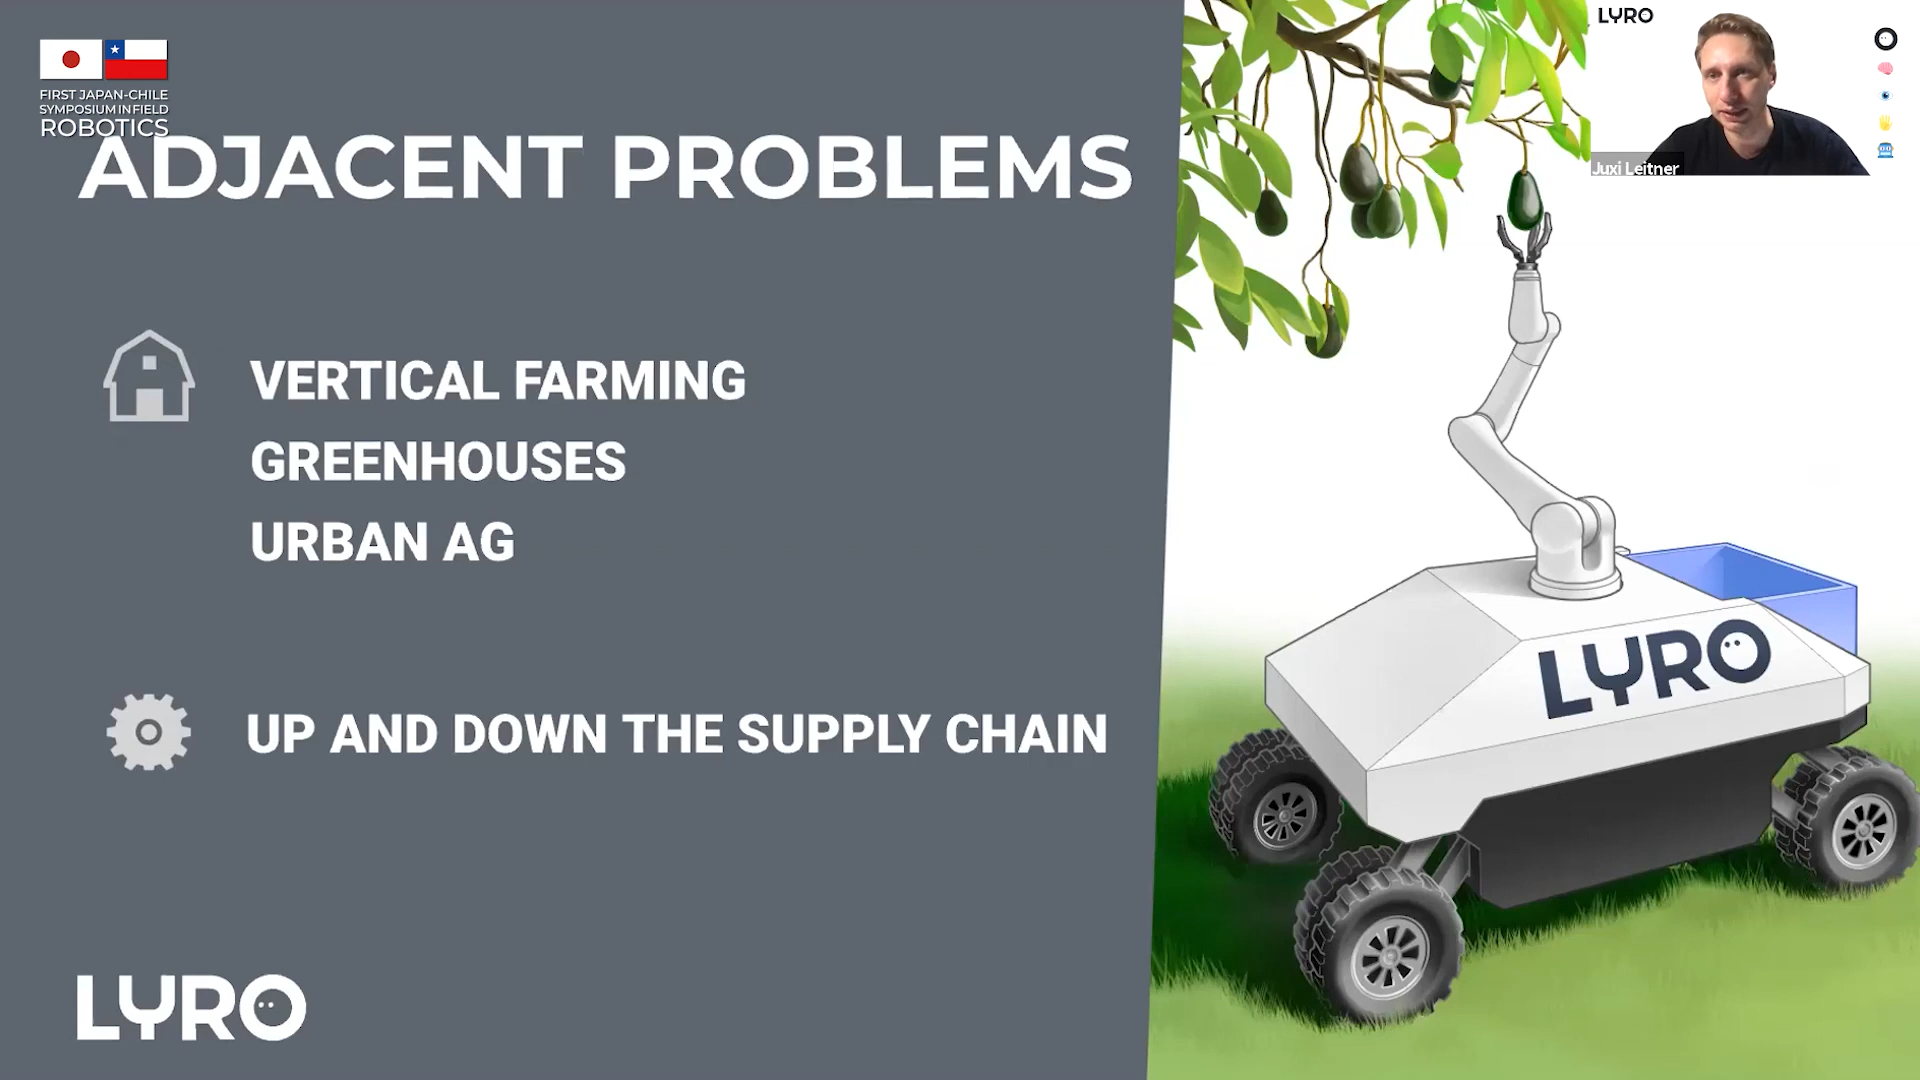 FIRST JAPAN-CHILE
SYMPOSIUM IN FIELD
ROBOTICS
ADJACENT PROBLEMS
VERTICAL FARMING
GREENHOUSES
URBAN AG
UP AND DOWN THE SUPPLY CHAIN
LYRO
LYRO
Juxi Leitner
LYRO